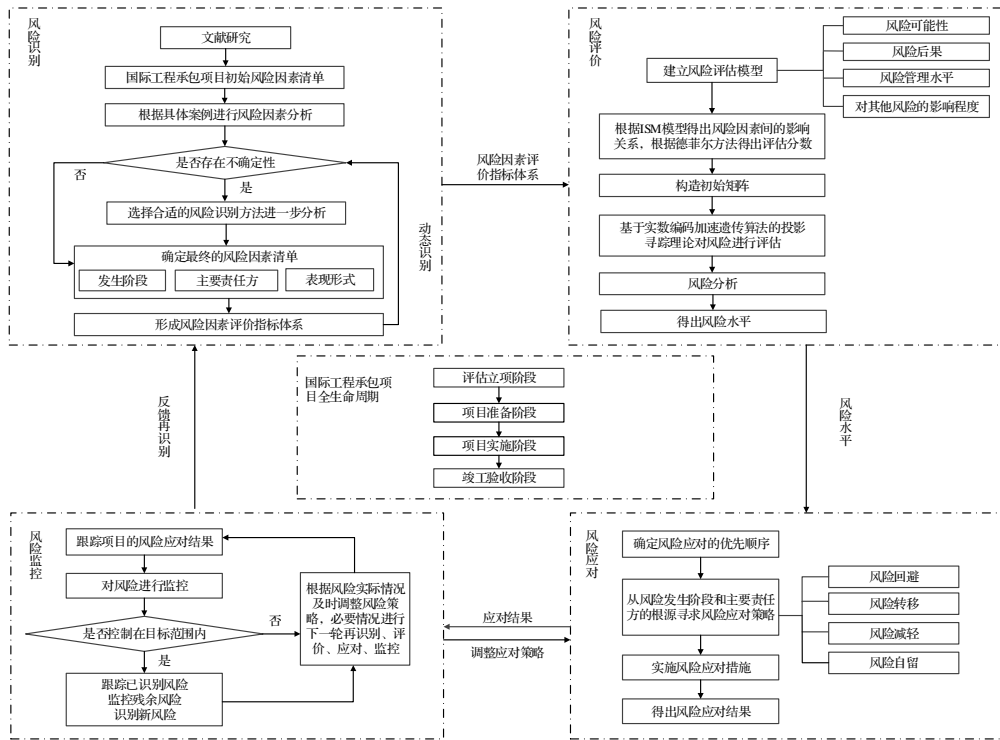 风险识别
文献研究
国际工程承包项目初始风险因素清单
根据具体案例进行风险因素分析
是否存在不确定性
否
是
选择合适的风险识别方法进一步分析
确定最终的风险因素清单
发生阶段
主要责任方
表现形式
形成风险因素评价指标体系
动态识别
风险因素评
价指标体系
风险评价
建立风险评估模型
风险可能性
风险后果
风险管理水平
对其他风险的影响程度
根据ISM模型得出风险因素间的影响
关系，根据德菲尔方法得出评估分数
构造初始矩阵
基于实数编码加速遗传算法的投影
寻踪理论对风险进行评估
风险分析
得出风险水平
国际工程承包项
目全生命周期
评估立项阶段
项目准备阶段
项目实施阶段
竣工验收阶段
反馈再识别
风险水平
风险监控
跟踪项目的风险应对结果
对风险进行监控
是否控制在目标范围内
否
是
跟踪已识别风险
监控残余风险
识别新风险
根据风险实际情况
及时调整风险策
略，必要情况进行
下一轮再识别、评
价、应对、监控
应对结果
调整应对策略
风险应对
确定风险应对的优先顺序
从风险发生阶段和主要责任
方的根源寻求风险应对策略
风险回避
风险转移
风险减轻
风险自留
实施风险应对措施
得出风险应对结果